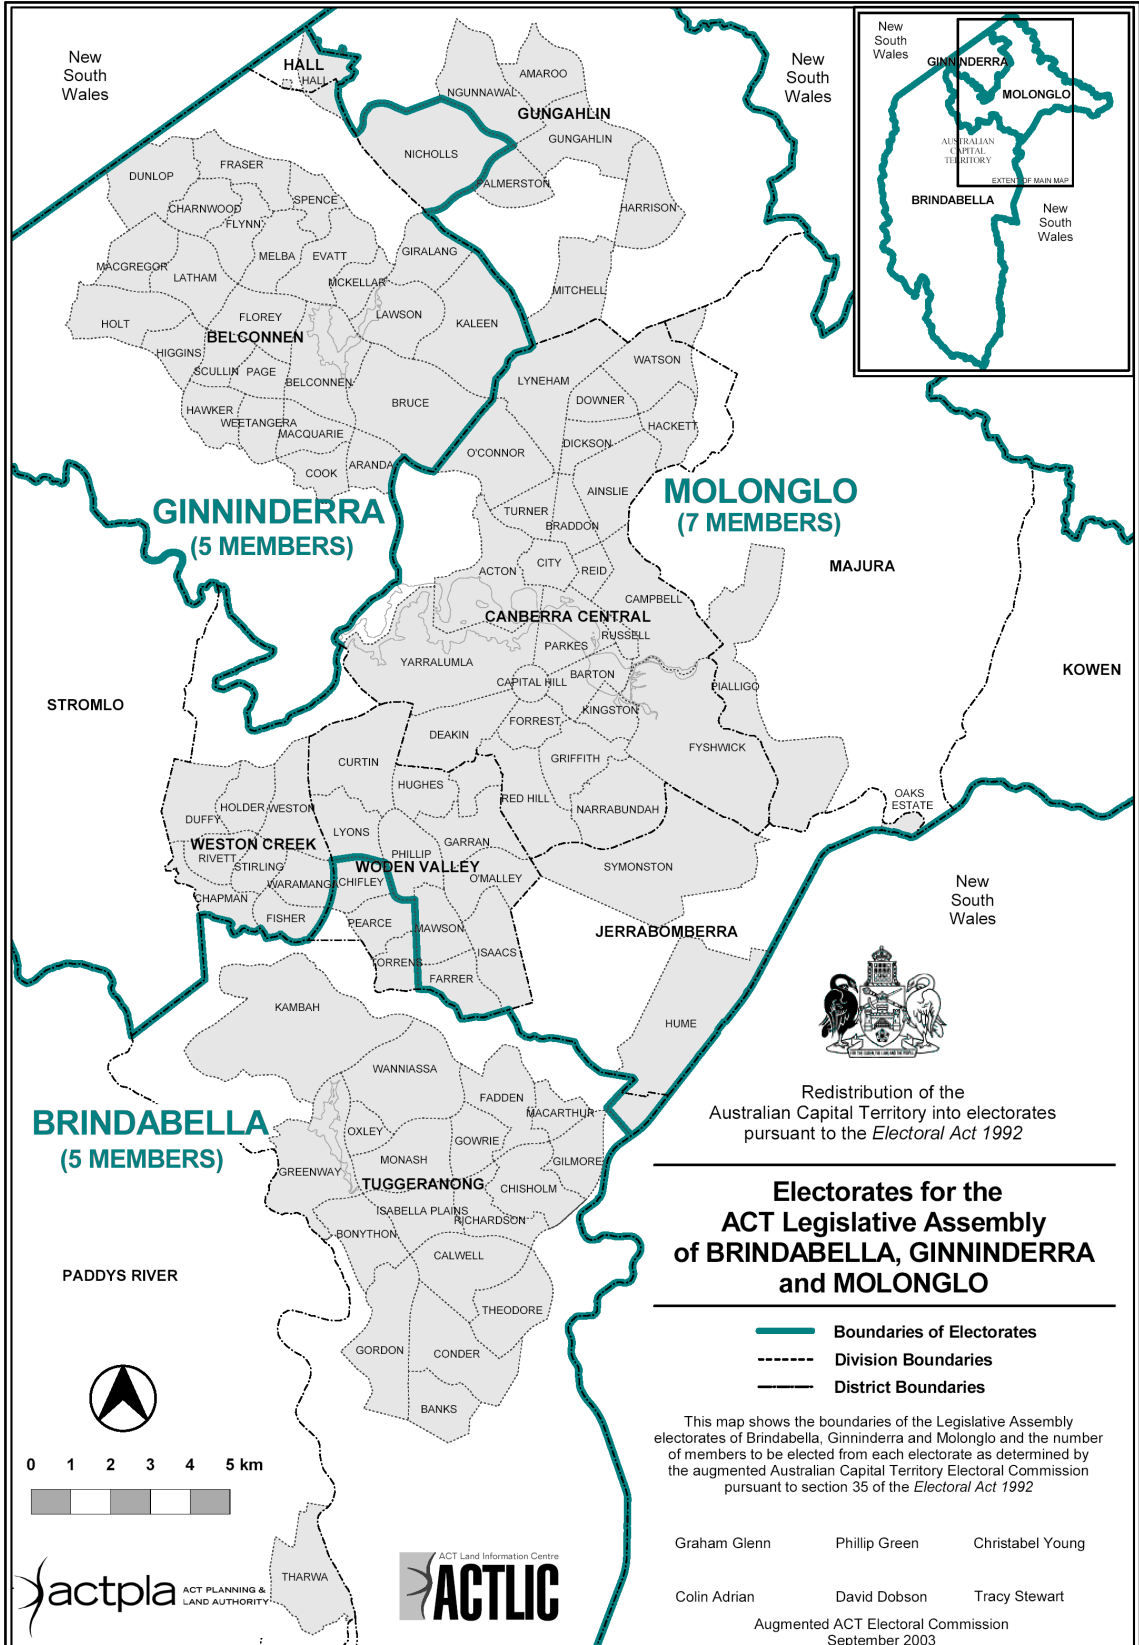 New
South
Wales
HALL
HALL
AMAROO
NGUNNAWAL
GUNGAHLIN
GUNGAHLIN
NICHOLLS
PALMERSTON
HARRISON
New
South
Wales
New
South
Wales
GINNINDERRA
MOLONGLO
AUSTRALIAN
CAPITAL
TERRITORY
EXTENT OF MAIN MAP
BRINDABELLA
New
South
Wales
FRASER
DUNLOP
SPENCE
CHARNWOOD
FLYNN
MELBA
EVATT
GIRALANG
MACGREGOR
LATHAM
MCKELLAR
MITCHELL
HOLT
FLOREY
LAWSON
KALEEN
BELCONNEN
HIGGINS
SCULLIN
PAGE
BELCONNEN
WATSON
LYNEHAM
DOWNER
BRUCE
HAWKER
WEETANGERA
MACQUARIE
HACKETT
DICKSON
O'CONNOR
COOK
ARANDA
AINSLIE
GINNINDERRA
(5 MEMBERS)
MOLONGLO
(7 MEMBERS)
TURNER
BRADDON
CITY
ACTON
REID
MAJURA
CAMPBELL
CANBERRA CENTRAL
RUSSELL
PARKES
YARRALUMLA
BARTON
CAPITAL HILL
PIALLIGO
KOWEN
STROMLO
KINGSTON
FORREST
DEAKIN
FYSHWICK
CURTIN
GRIFFITH
HUGHES
RED HILL
OAKS
ESTATE
HOLDER
WESTON
NARRABUNDAH
DUFFY
LYONS
GARRAN
WESTON CREEK
RIVETT
PHILLIP
STIRLING
WODEN VALLEY
SYMONSTON
WARAMANGA
CHIFLEY
O'MALLEY
CHAPMAN
FISHER
PEARCE
MAWSON
JERRABOMBERRA
New
South
Wales
ISAACS
TORRENS
FARRER
KAMBAH
HUME
WANNIASSA
FADDEN
MACARTHUR
BRINDABELLA
(5 MEMBERS)
OXLEY
GOWRIE
MONASH
GILMORE
GREENWAY
TUGGERANONG
CHISHOLM
ISABELLA PLAINS
RICHARDSON
BONYTHON
CALWELL
PADDYS RIVER
THEODORE
GORDON
CONDER
BANKS
THARWA
FOR THE QUEEN, THE LAW, AND THE PEOPLE
Redistribution of the
Australian Capital Territory into electorates
pursuant to the Electoral Act 1992
Electorates for the
ACT Legislative Assembly
of BRINDABELLA, GINNINDERRA
and MOLONGLO
Boundaries of Electorates
Division Boundaries
District Boundaries
This map shows the boundaries of the Legislative Assembly
electorates of Brindabella, Ginninderra and Molonglo and the number
of members to be elected from each electorate as determined by
the augmented Australian Capital Territory Electoral Commission
pursuant to section 35 of the Electoral Act 1992
Graham Glenn Phillip Green Christabel Young
Colin Adrian David Dobson Tracy Stewart
Augmented ACT Electoral Commission
September 2003
0 1 2 3 4 5 km
actpla
ACT PLANNING &
LAND AUTHORITY
ACT Land Information Centre
ACTLIC